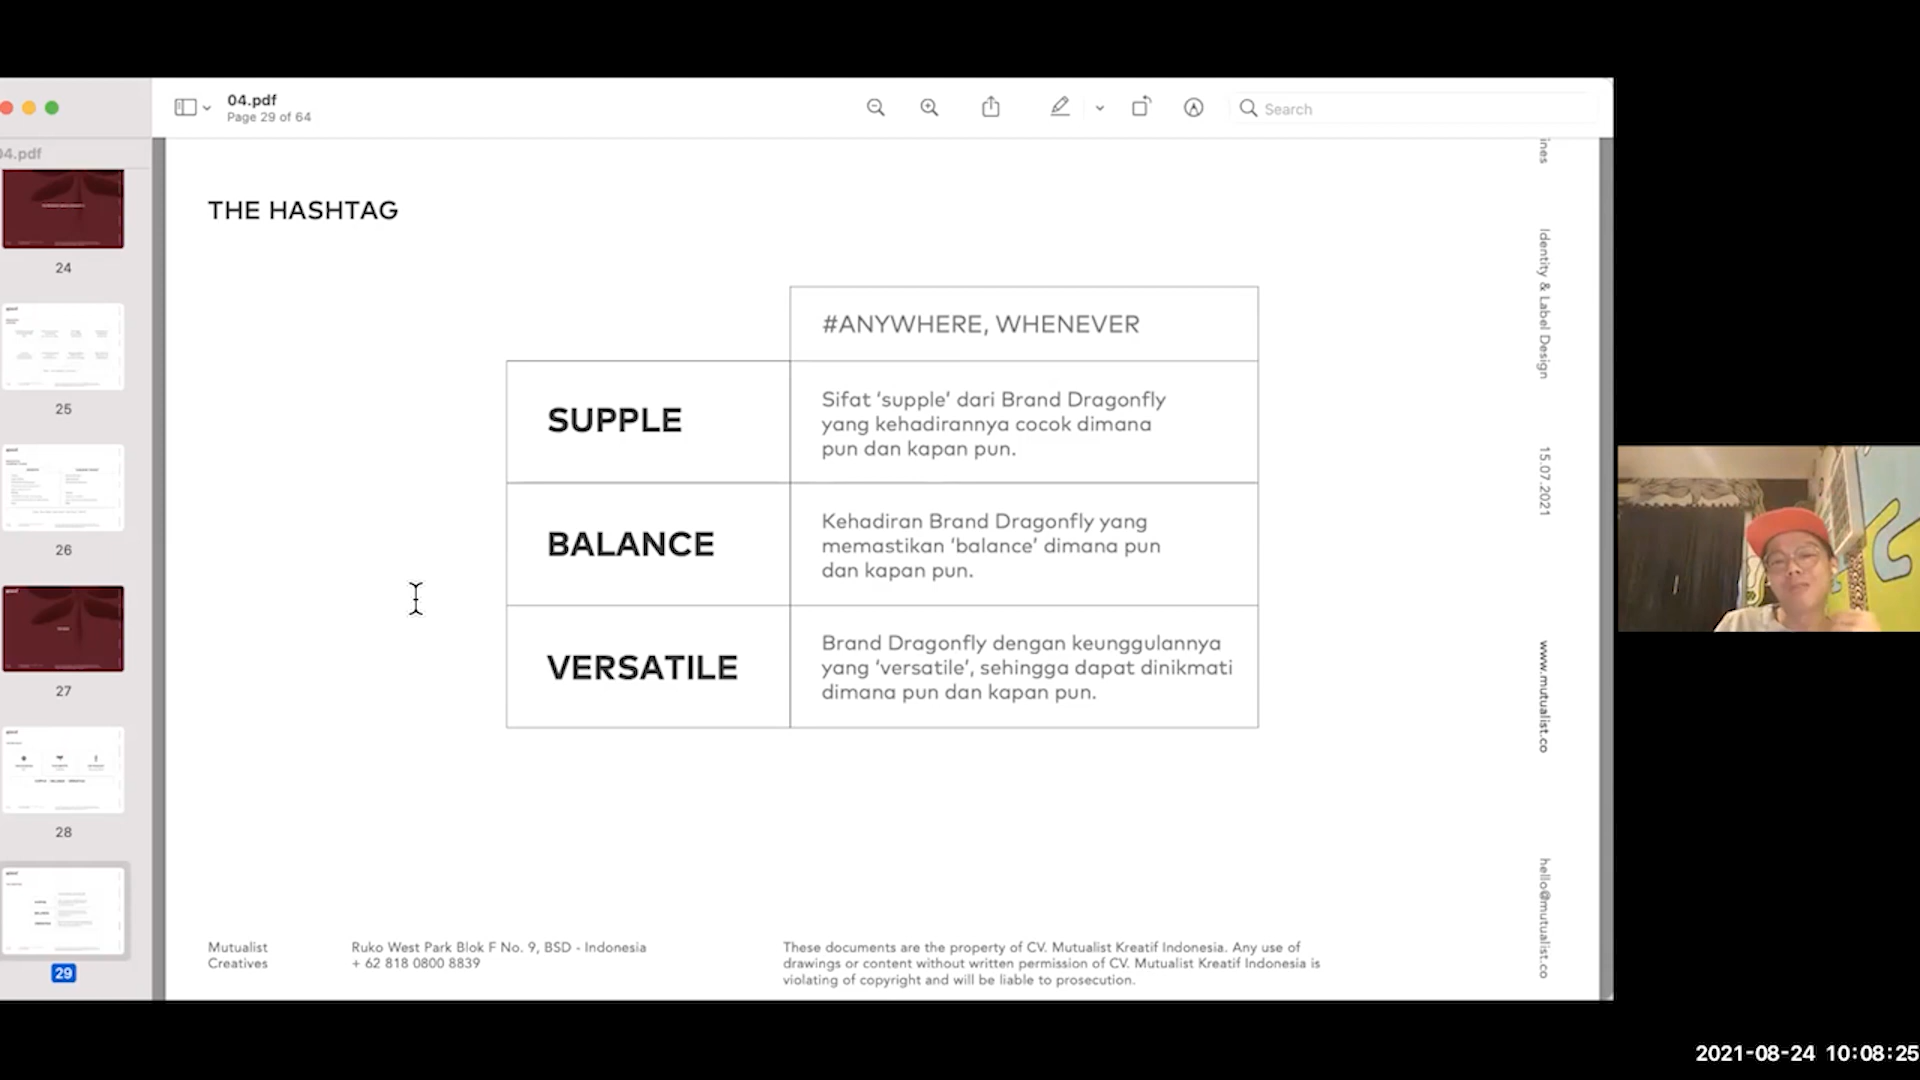 04.pdf
Page 29 of 64
Search
04.pdf
24
25
26
27
28
29
THE HASHTAG
#ANYWHERE, WHENEVER
SUPPLE
Sifat ‘supple’ dari Brand Dragonfly
yang kehadirannya cocok dimana
pun dan kapan pun.
BALANCE
Kehadiran Brand Dragonfly yang
memastikan ‘balance’ dimana pun
dan kapan pun.
VERSATILE
Brand Dragonfly dengan keunggulannya
yang ‘versatile’, sehingga dapat dinikmati
dimana pun dan kapan pun.
ines
Identity & Label Design
15.07.2021
www.mutualist.co
hello@mutualist.co
Mutualist
Creatives
Ruko West Park Blok F No. 9, BSD - Indonesia
+ 62 818 0800 8839
These documents are the property of CV. Mutualist Kreatif Indonesia. Any use of
drawings or content without written permission of CV. Mutualist Kreatif Indonesia is
violating of copyright and will be liable to prosecution.
2021-08-24 10:08:25